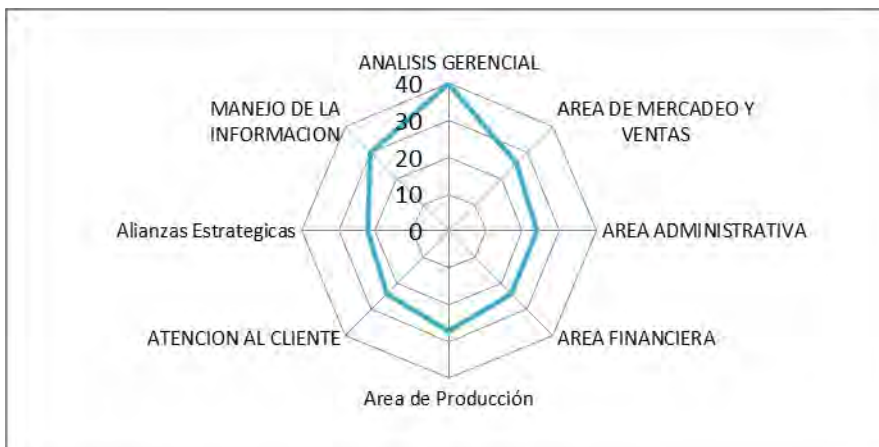 ANALISIS GERENCIAL
40
30
20
10
0
AREA DE MERCADEO Y
VENTAS
AREA ADMINISTRATIVA
AREA FINANCIERA
Area de Producción
ATENCION AL CLIENTE
Alianzas Estrategicas
MANEJO DE LA
INFORMACION